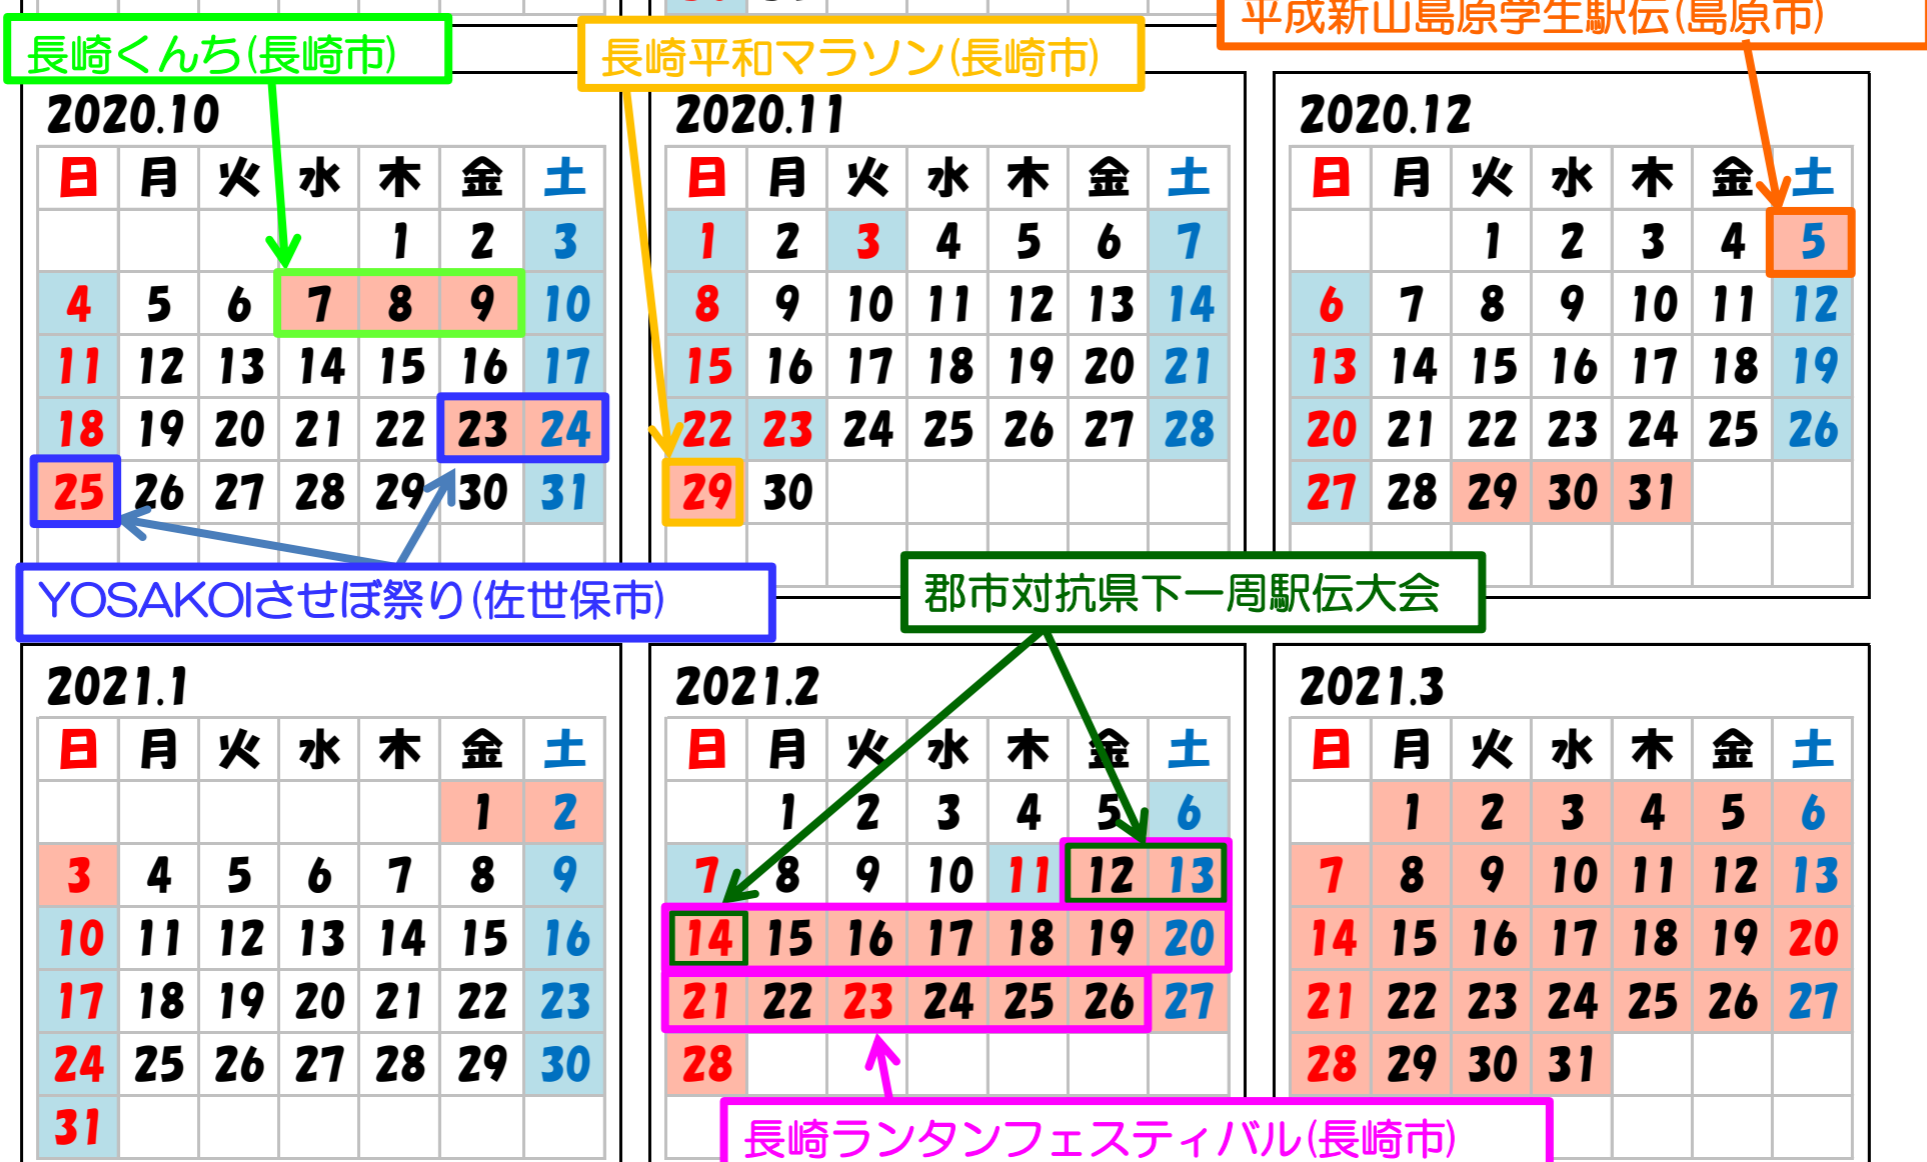 平成新山島原学生駅伝(島原市)
長崎くんち(長崎市)
長崎平和マラソン(長崎市)
2020.10
日 月 火 水 木 金 土
1 2 3
4 5 6 7 8 9 10
11 12 13 14 15 16 17
18 19 20 21 22 23 24
25 26 27 28 29 30 31
2020.11
日 月 火 水 木 金 土
1 2 3 4 5 6 7
8 9 10 11 12 13 14
15 16 17 18 19 20 21
22 23 24 25 26 27 28
29 30
2020.12
日 月 火 水 木 金 土
1 2 3 4 5
6 7 8 9 10 11 12
13 14 15 16 17 18 19
20 21 22 23 24 25 26
27 28 29 30 31
YOSAKOIさせぼ祭り(佐世保市)
郡市対抗県下一周駅伝大会
2021.1
日 月 火 水 木 金 土
1 2
3 4 5 6 7 8 9
10 11 12 13 14 15 16
17 18 19 20 21 22 23
24 25 26 27 28 29 30
31
2021.2
日 月 火 水 木 金 土
1 2 3 4 5 6
7 8 9 10 11 12 13
14 15 16 17 18 19 20
21 22 23 24 25 26 27
28
2021.3
日 月 火 水 木 金 土
1 2 3 4 5 6
7 8 9 10 11 12 13
14 15 16 17 18 19 20
21 22 23 24 25 26 27
28 29 30 31
長崎ランタンフェスティバル(長崎市)